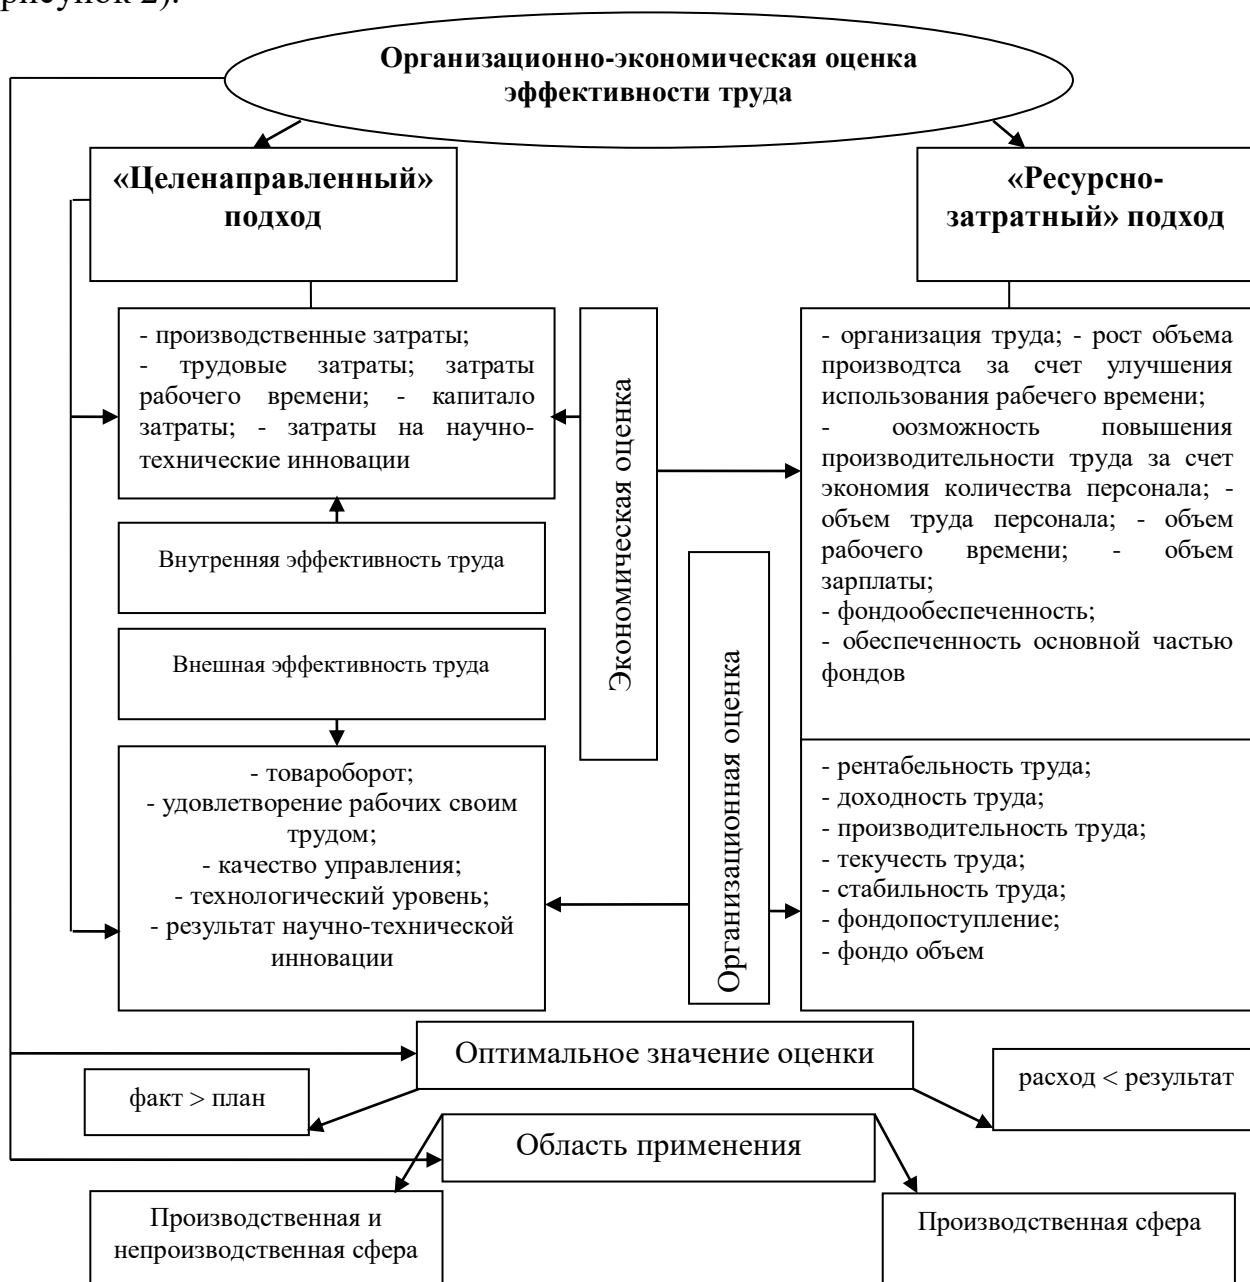 рисунок 2).
Организационно-экономическая оценка
эффективности труда
«Целенаправленный»
подход
«Ресурсно-
затратный» подход
- производственные затраты;
- трудовые затраты; затраты
рабочего времени; - капитало
затраты; - затраты на научно-
технические инновации
Экономическая оценка
- организация труда; - рост объема
производтса за счет улучшения
использования рабечего времени;
- оозможность повышения
производительности труда за счет
экономия количества персонала; -
объем труда персонала; - объем
рабочего времени; - объем
зарплаты;
- фондообеспеченность;
- обеспеченность основной частью
фондов
Внутренняя эффективность труда
Внешная эффективность труда
Организационная оценка
- товароборот;
- удовлетворение рабочих своим
трудом;
- качество управления;
- технологический уровень;
- результат научно-технической
инновации
- рентабельность труда;
- доходность труда;
- производительность труда;
- текучесть труда;
- стабильность труда;
- фондопоступление;
- фондо объем
Оптимальное значение оценки
факт > план
расход < результат
Область применения
Производственная и
непроизводственная сфера
Производственная сфера